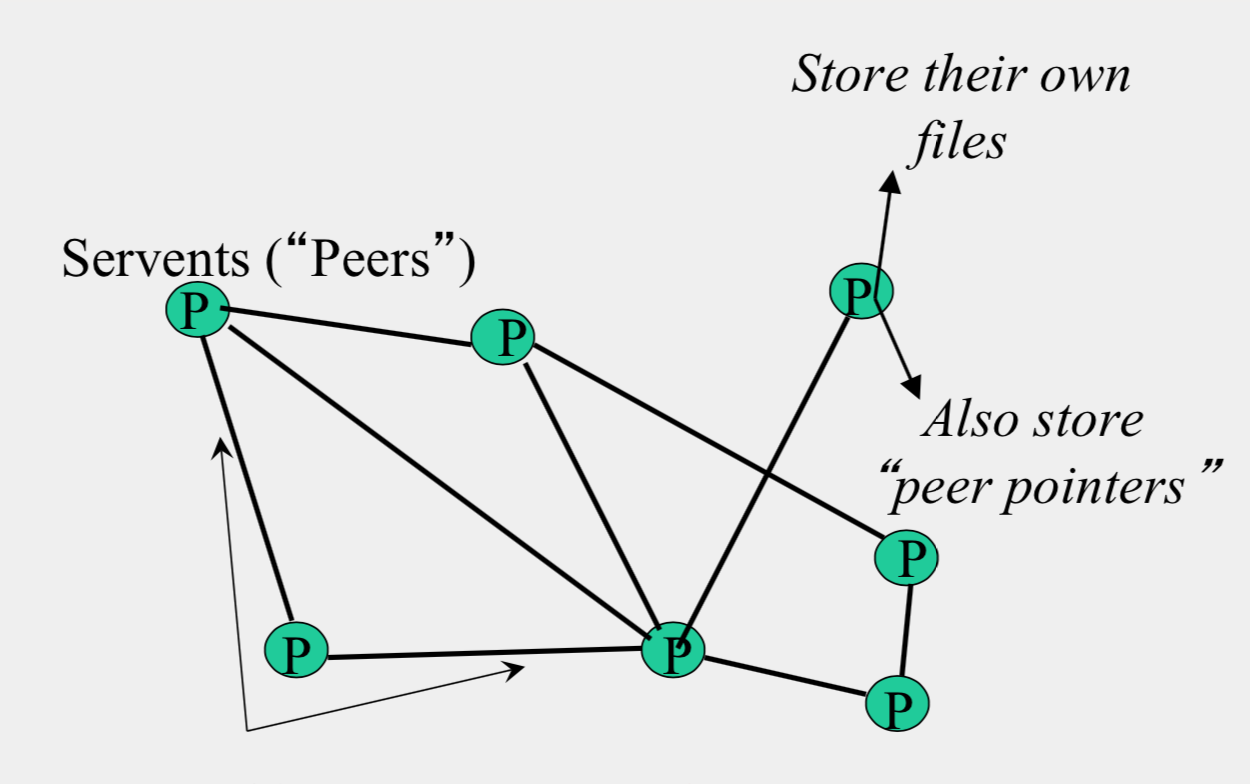 Store their own
files
Servents (“Peers”)
P
P
P
Also store
“peer pointers”
P
P
P
P